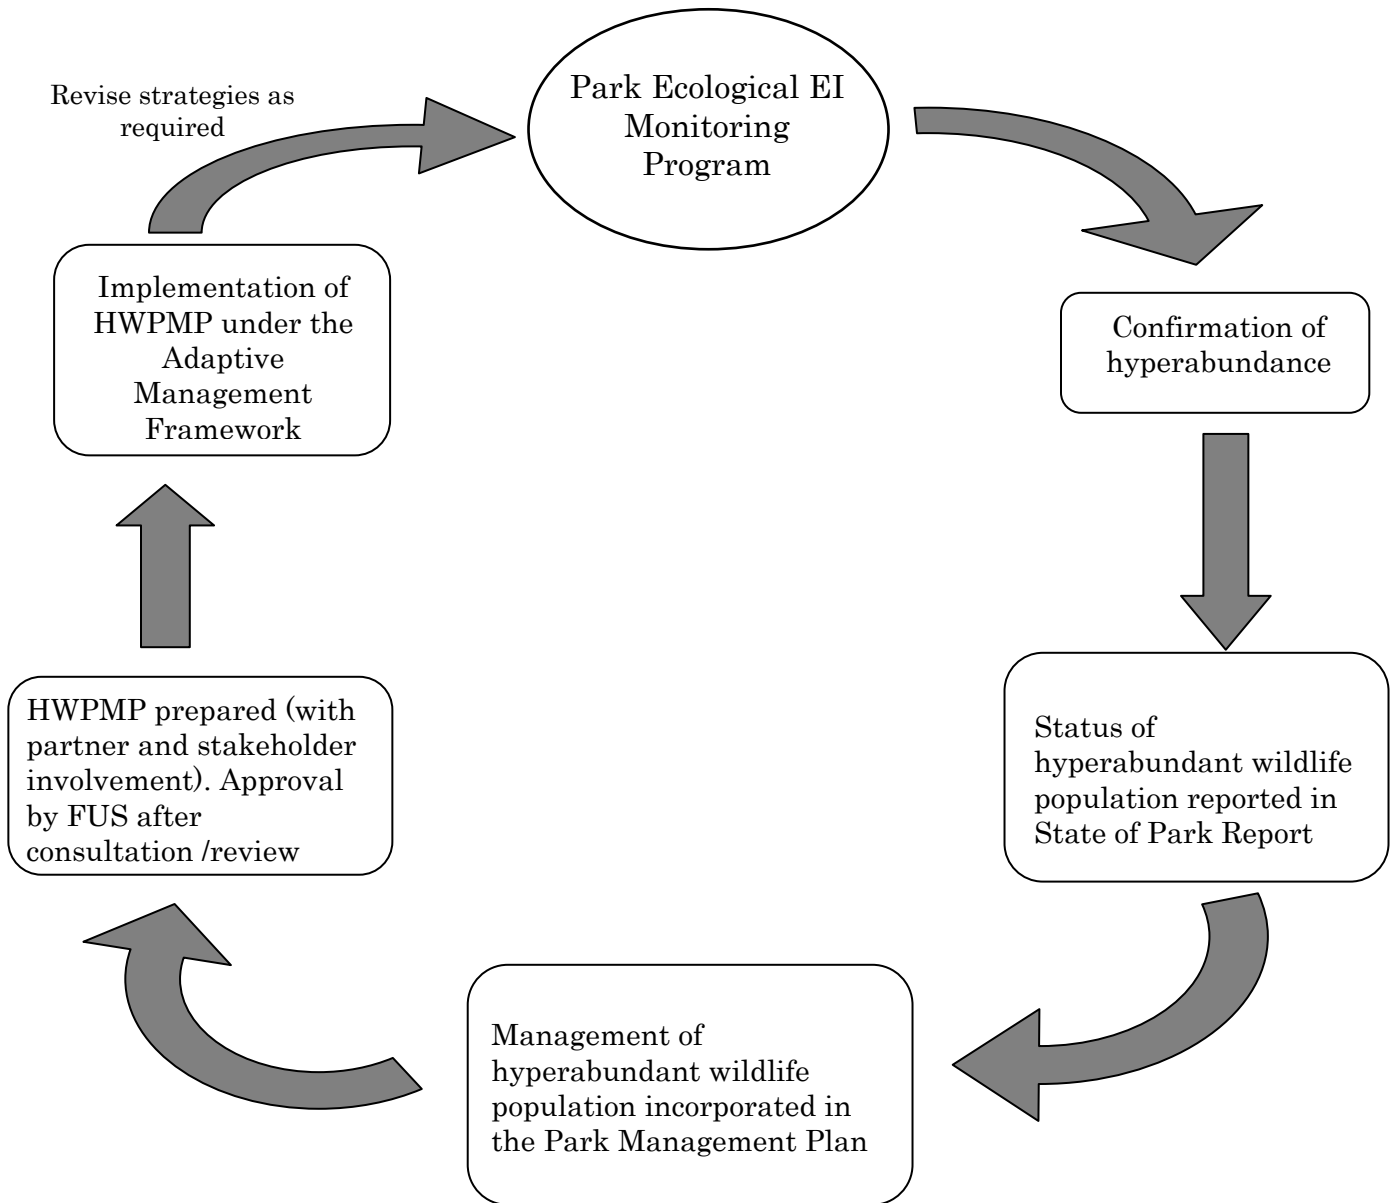 Revise strategies as
required
Park Ecological EI
Monitoring
Program
Implementation of
HWPMP under the
Adaptive
Management
Framework
Confirmation of
hyperabundance
HWPMP prepared (with
partner and stakeholder
involvement). Approval
by FUS after
consultation /review
Status of
hyperabundant wildlife
population reported in
State of Park Report
Management of
hyperabundant wildlife
population incorporated in
the Park Management Plan